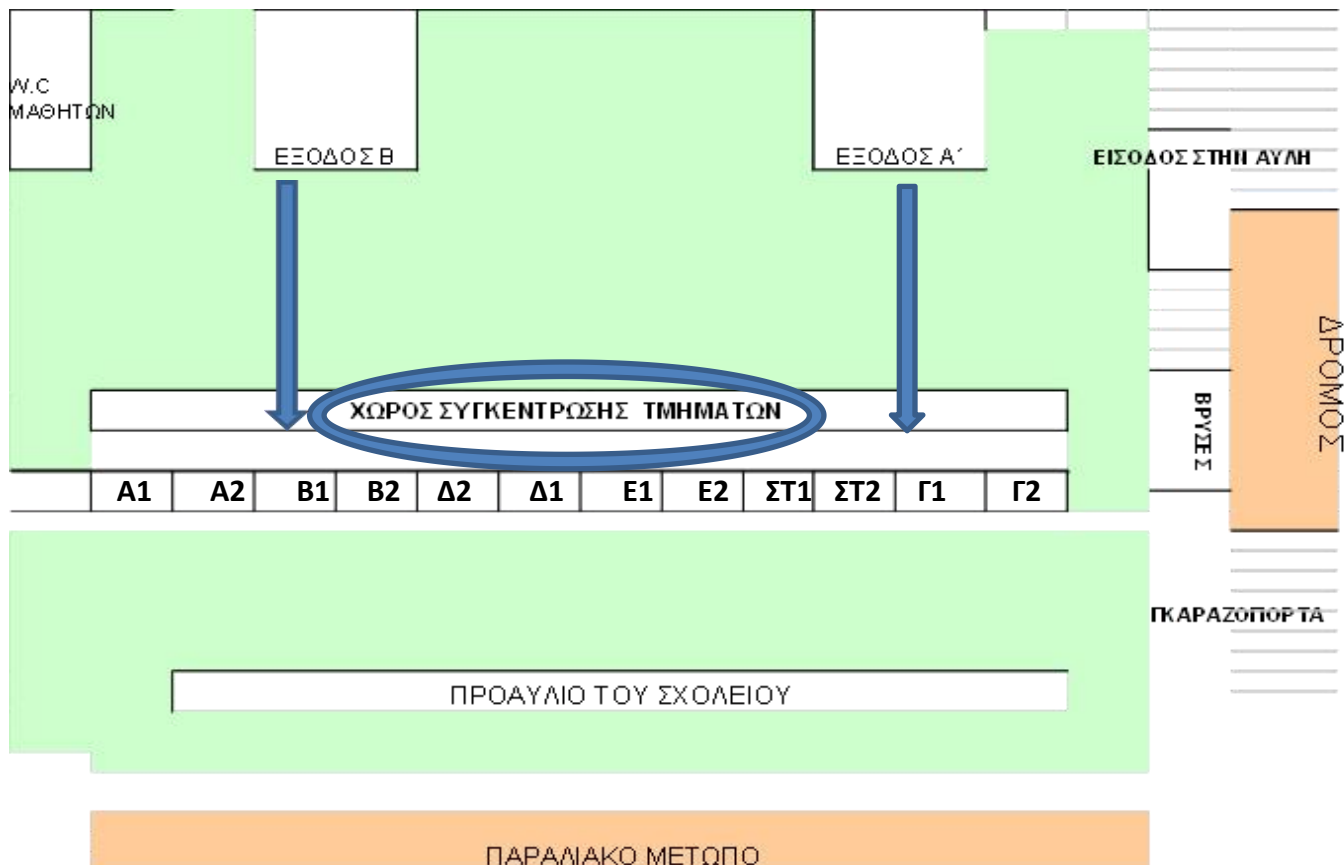 W.C
ΜΑΘΗΤΩΝ
ΕΞΟΔΟΣ Β
ΕΞΟΔΟΣ Α΄
ΕΙΣΟΔΟΣ ΣΤΗΝ ΑΥΛΗ
ΔΡΟΜΟΣ
ΒΡΥΣΕΣ
ΧΩΡΟΣ ΣΥΓΚΕΝΤΡΩΣΗΣ ΤΜΗΜΑΤΩΝ
Α1 Α2 Β1 Β2 Δ2 Δ1 Ε1 Ε2 ΣΤ1 ΣΤ2 Γ1 Γ2
ΓΚΑΡΑΖΟΠΟΡΤΑ
ΠΡΟΑΥΛΙΟ ΤΟΥ ΣΧΟΛΕΙΟΥ
ΠΑΡΑΛΙΑΚΟ ΜΕΤΩΠΟ